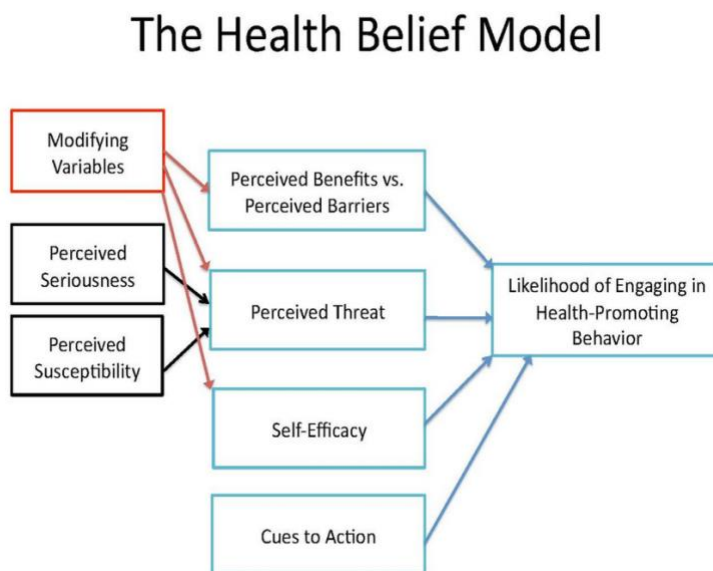 The Health Belief Model
Modifying
Variables
Perceived Benefits vs.
Perceived Barriers
Perceived
Seriousness
Perceived Threat
Likelihood of Engaging in
Health-Promoting
Behavior
Perceived
Susceptibility
Self-Efficacy
Cues to Action